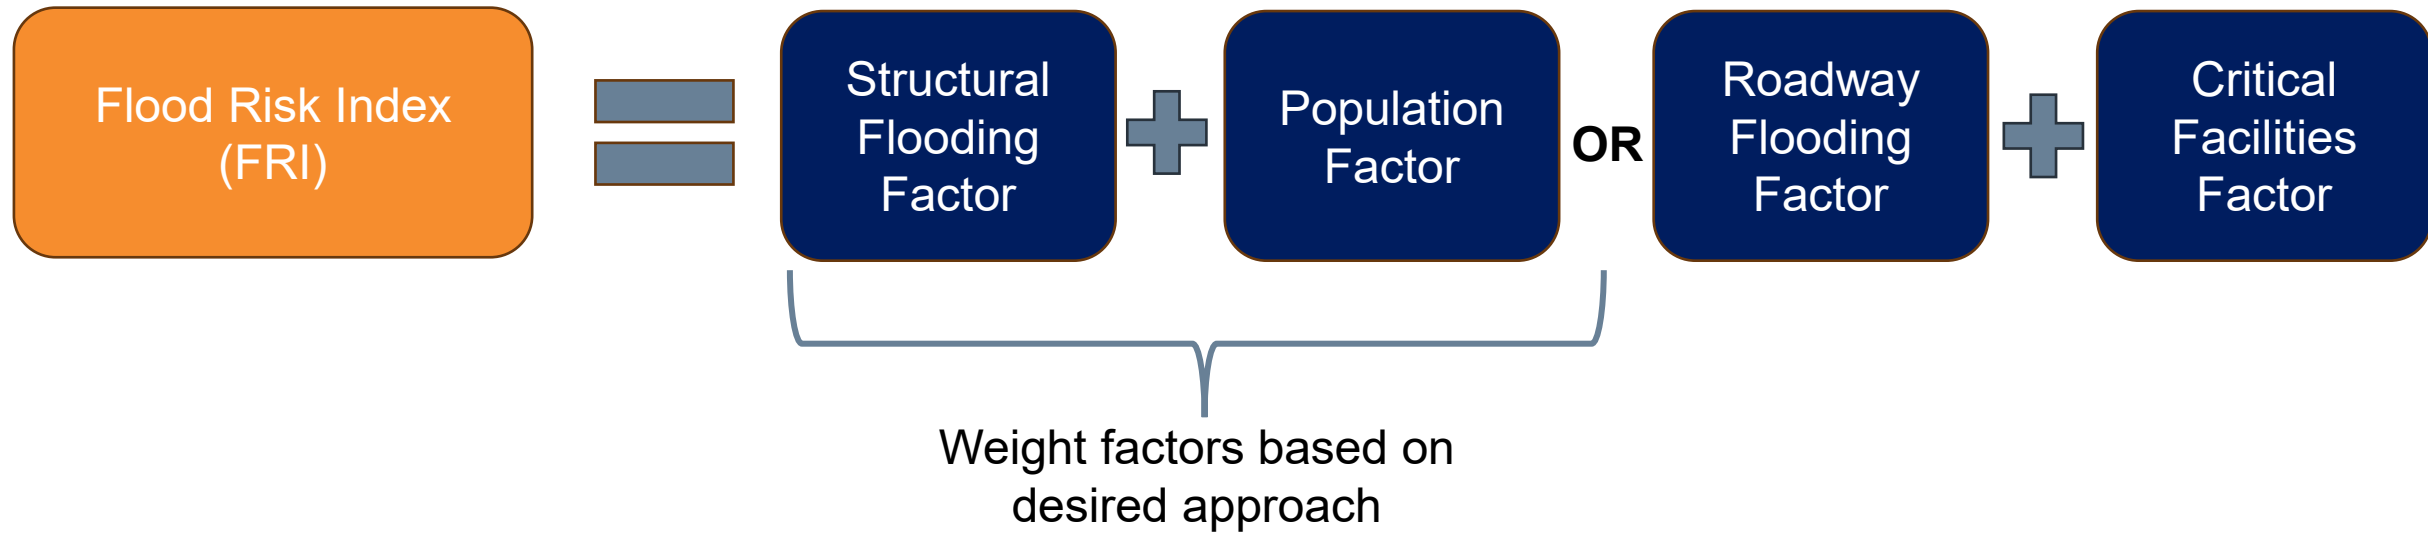 Flood Risk Index
(FRI)
Structural
Flooding
Factor
Population
Factor
OR
Roadway
Flooding
Factor
Critical
Facilities
Factor
Weight factors based on
desired approach